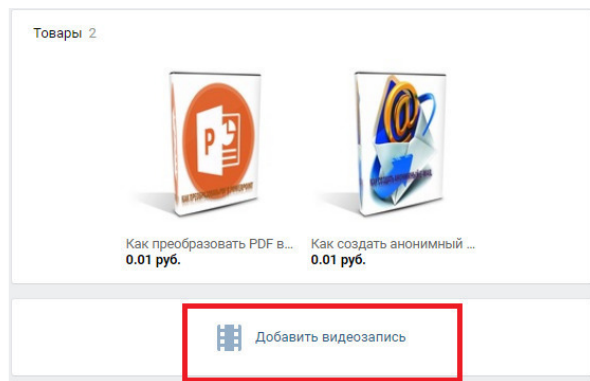 Товары 2
P
@
Как преобразовать PDF в...
0.01 руб.
Как создать анонимный ...
0.01 руб.
Добавить видеозапись